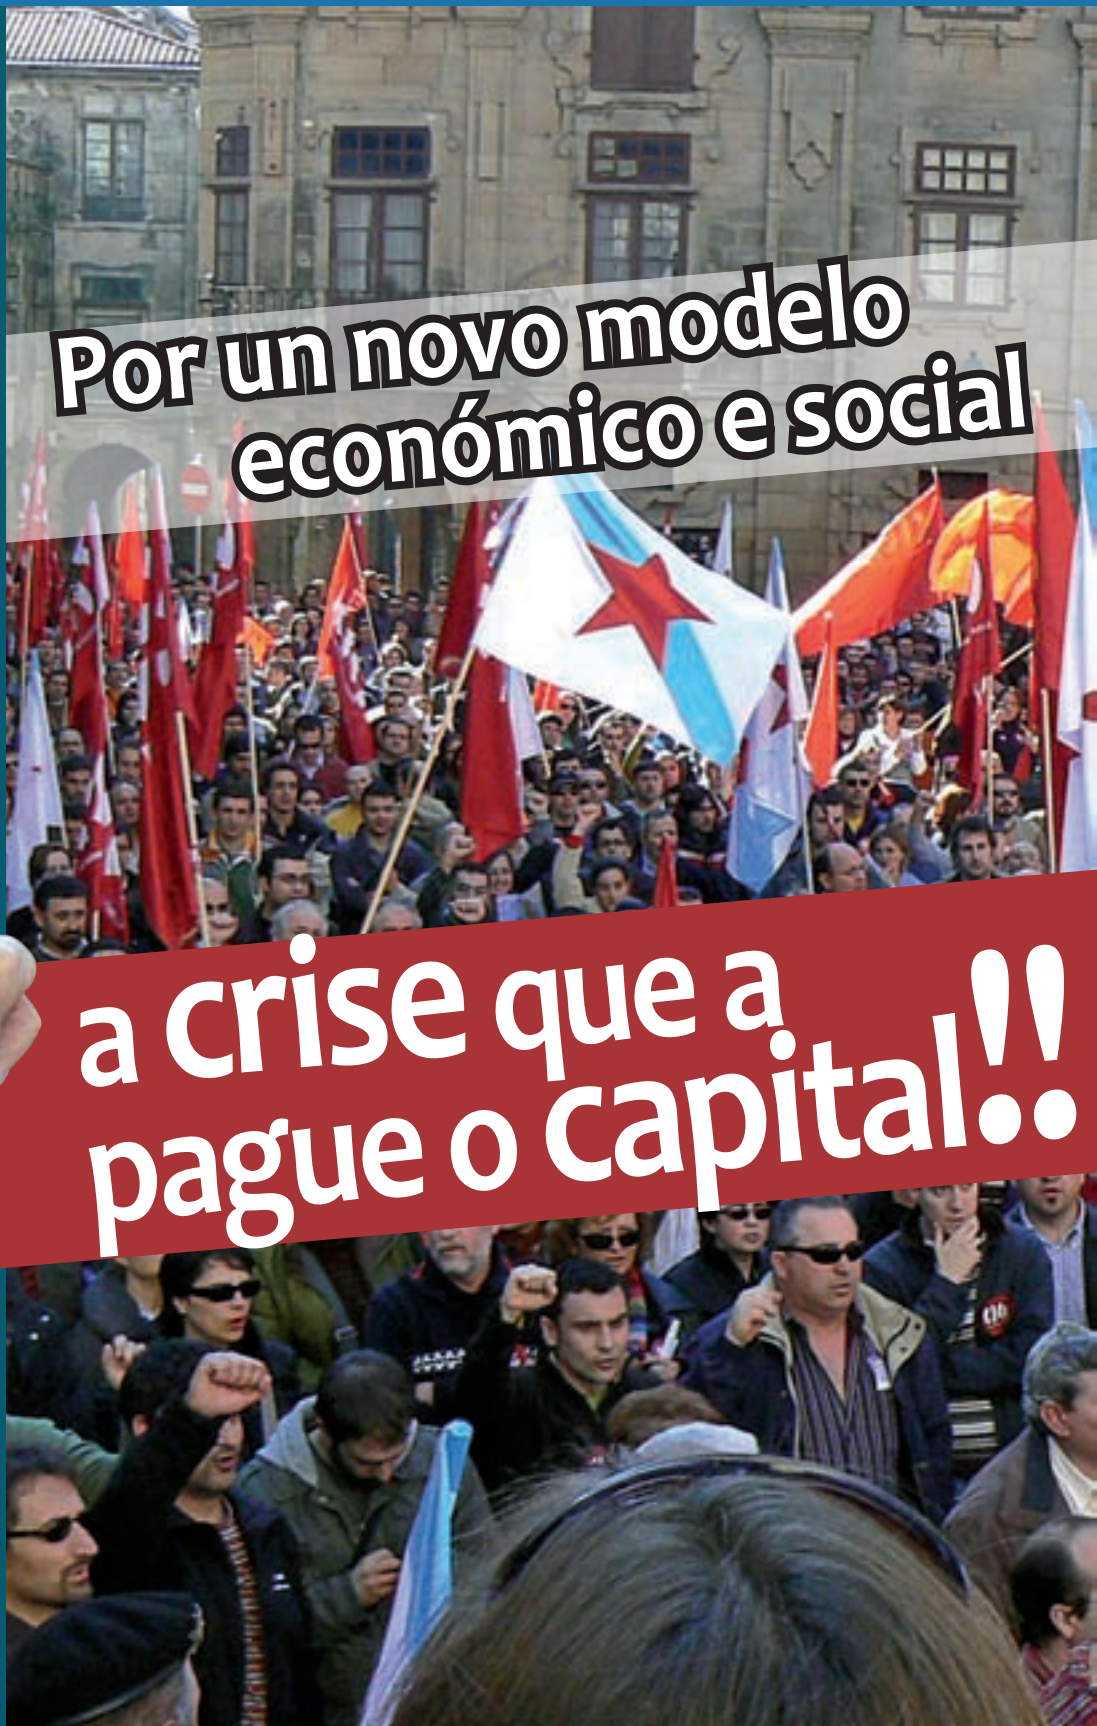 Por un novo modelo
económico e social
a crise que a
pague o capital!!